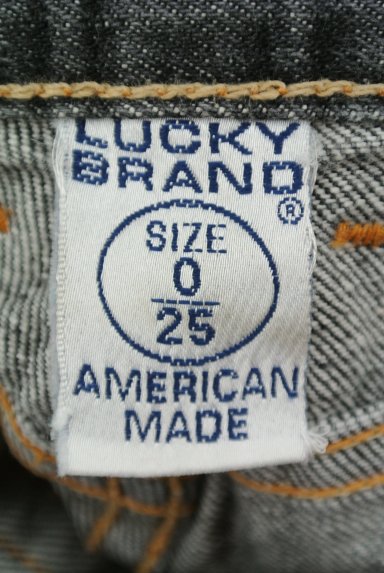 LUCKY
BRAND
®
SIZE
0
25
AMERICAN
MADE